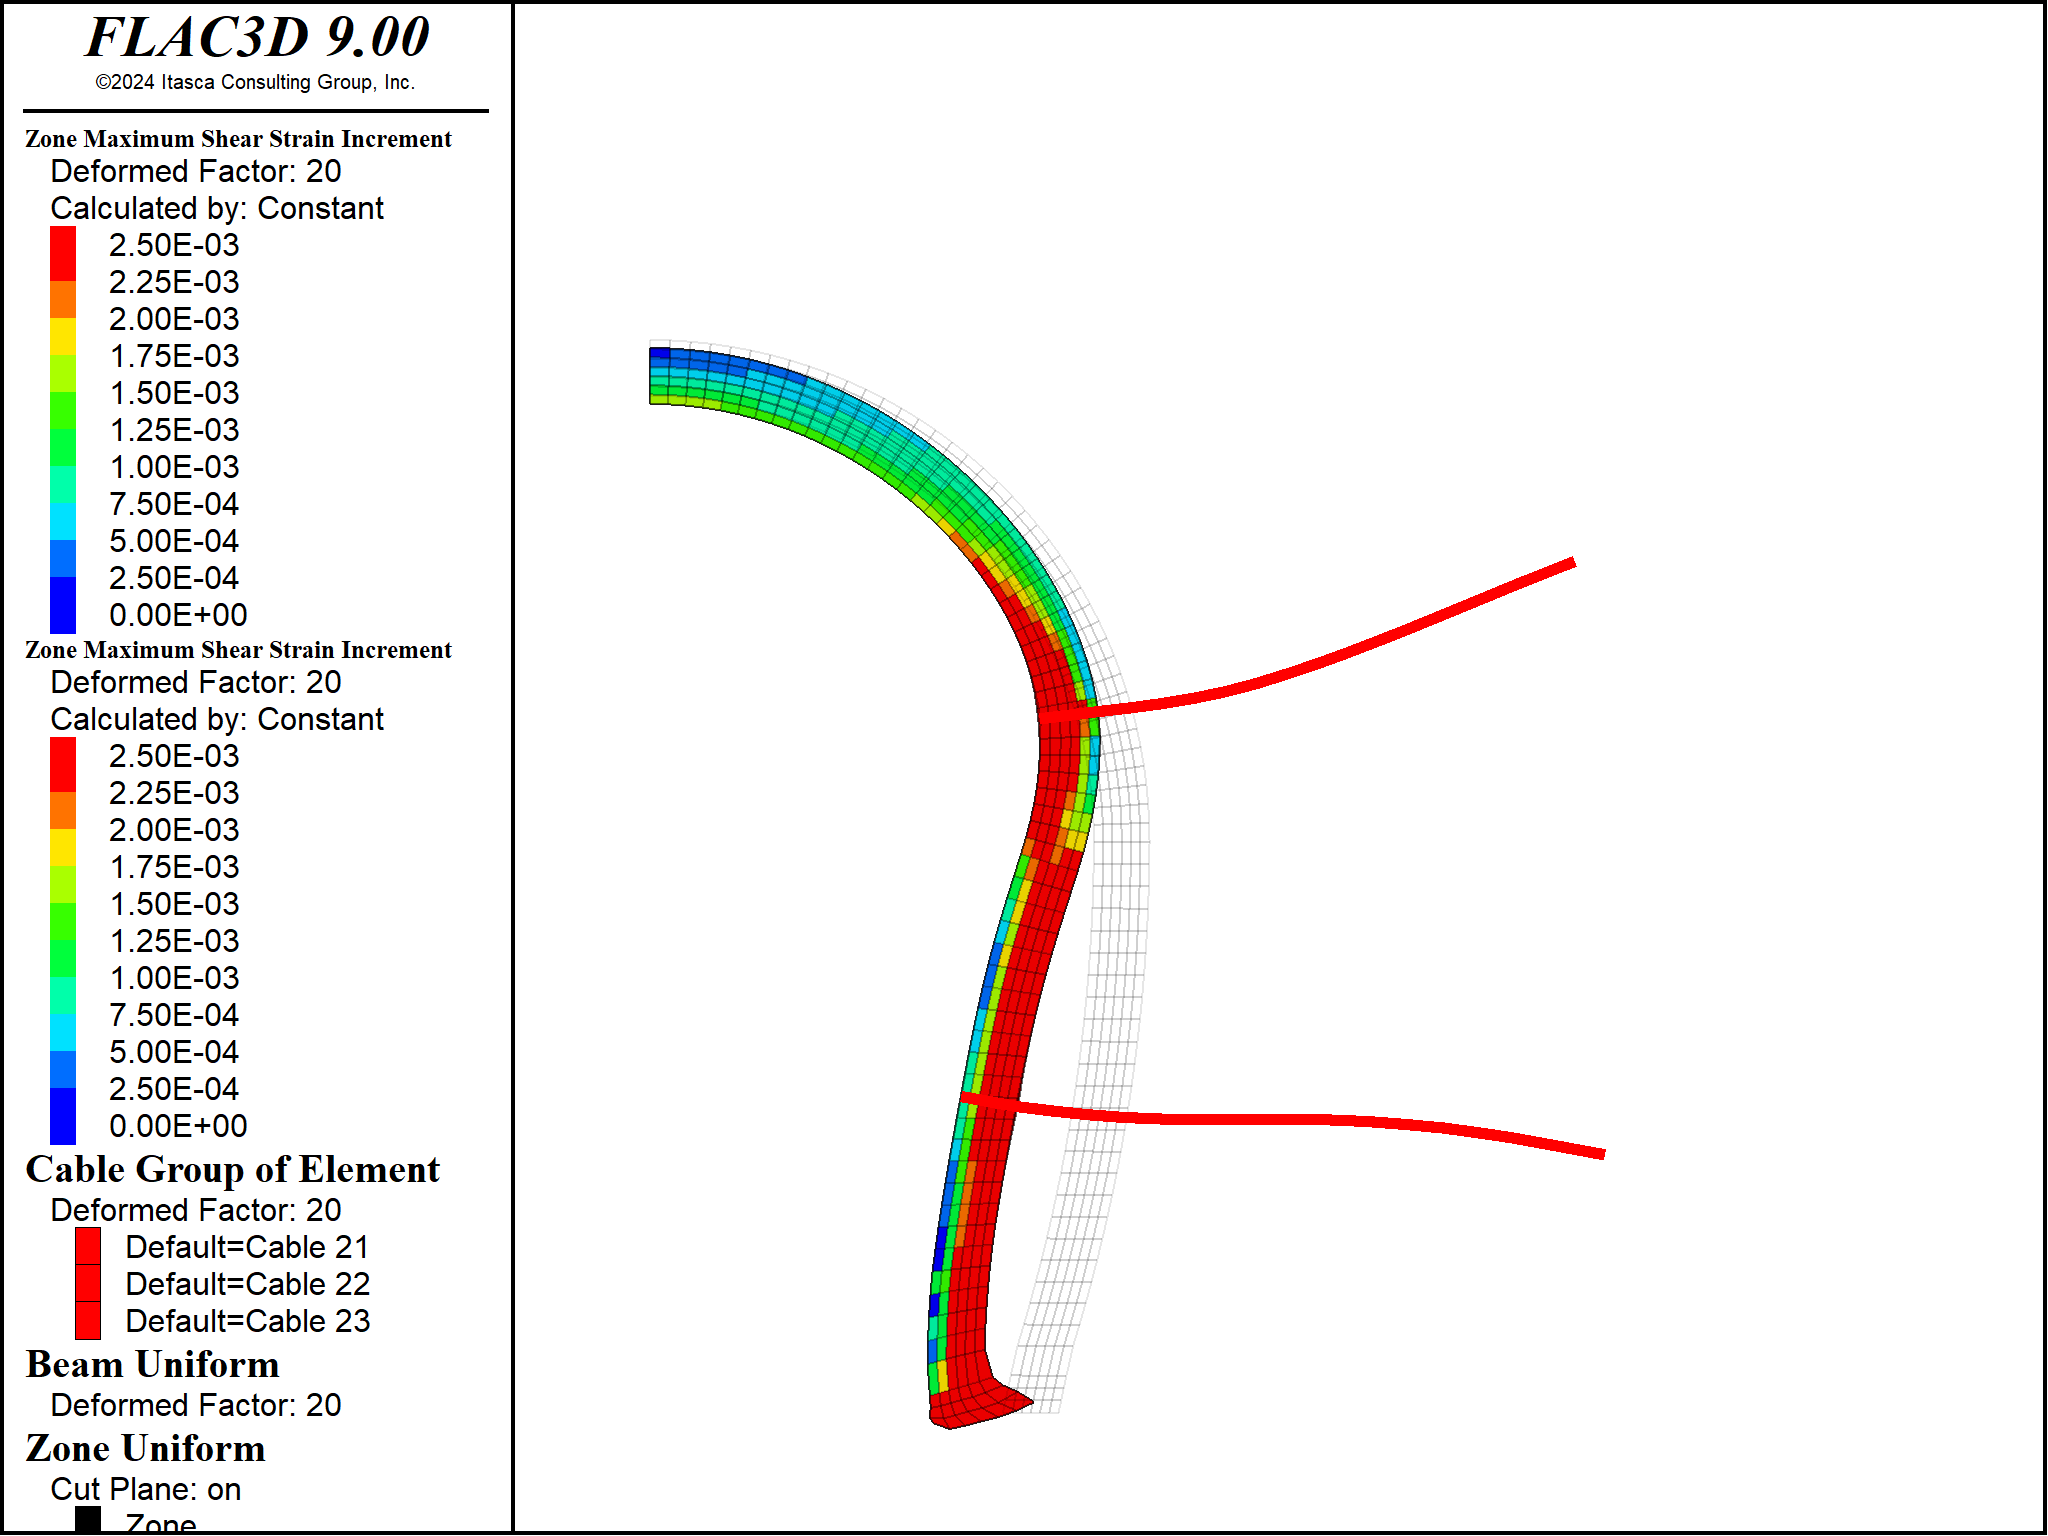 FLAC3D 9.00
©2024 Itasca Consulting Group, Inc.
Zone Maximum Shear Strain Increment
Deformed Factor: 20
Calculated by: Constant
2.50E-03
2.25E-03
2.00E-03
1.75E-03
1.50E-03
1.25E-03
1.00E-03
7.50E-04
5.00E-04
2.50E-04
0.00E+00
Zone Maximum Shear Strain Increment
Deformed Factor: 20
Calculated by: Constant
2.50E-03
2.25E-03
2.00E-03
1.75E-03
1.50E-03
1.25E-03
1.00E-03
7.50E-04
5.00E-04
2.50E-04
0.00E+00
Cable Group of Element
Deformed Factor: 20
Default=Cable 21
Default=Cable 22
Default=Cable 23
Beam Uniform
Deformed Factor: 20
Zone Uniform
Cut Plane: on
Zone